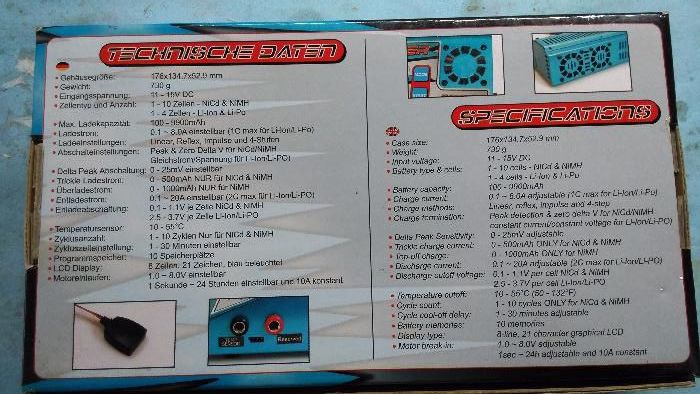 TECHNISCHE DATEN
• Gehäusegröße: 176x134.7x52.9 mm
• Gewicht: 730 g
• Eingangsspannung: 11 - 15V DC
• Zellentyp und Anzahl: 1 - 10 Zellen - NiCd & NiMH
1 - 4 Zellen - Li-Ion & Li-Po
• Max. Ladekapazität: 100 - 9900mAh
• Ladestrom: 0.1 ~ 8.0A einstellbar (1C max für Li-Ion/Li-Po)
• Ladeeinstellungen: Linear, Reflex, Impulse und 4-Stufen
• Abschalteinstellungen: Peak & Zero Delta V für NiCd/NiMH
Gleichstrom/Spannung für Li-Ion/Li-Po)
• Delta Peak Abschaltung: 0 - 25mV einstellbar
• Trickle Ladestrom: 0 - 500mAh NUR für NiCd & NiMH
• Überladestrom: 0 - 1000mAh NUR für NiMH
• Entladestrom: 0.1 ~ 20A einstellbar (2C max für Li-Ion/Li-Po)
• Entladeabschaltung: 0.1 - 1.1V je Zelle NiCd & NiMH
2.5 - 3.7V je Zelle Li-Ion/Li-PO
• Temperatursensor: 10 - 55°C
• Zyklusanzahl: 1 - 10 Zyklen Nur für NiCd & NiMH
• Zykluszeiteinstellung: 1 - 30 Minuten einstellbar
• Programmspeicher: 10 Speicherplätze
• LCD Display: 8 Zeilen, 21 Zeichen, blau beleuchtet
• Motoreinlaufen: 1.0 ~ 8.0V einstellbar
1 Sekunde ~ 24 Stunden einstellbar und 10A konstant
TEMP SENSOR
Reserved
SPECIFICATIONS
• Case size: 176x134.7x52.9 mm
• Weight: 730 g
• Input voltage: 11 - 15V DC
• Battery type & cells: 1 - 10 cells - NiCd & NiMH
1 - 4 cells - Li-Ion & Li-Po
• Battery capacity: 100 - 9900mAh
• Charge current: 0.1 ~ 8.0A adjustable (1C max for Li-Ion/Li-Po)
• Charge methods: Linear, reflex, impulse and 4-step
• Charge termination: Peak detection & zero delta V for NiCd/NiMH
constant current/constant voltage for Li-Ion/Li-Po)
• Delta Peak Sensitivity: 0 - 25mV adjustable
• Trickle charge current: 0 - 500mAh ONLY for NiCd & NiMH
• Top-off charge: 0 - 1000mAh ONLY for NiMH
• Discharge current: 0.1 ~ 20A adjustable (2C max for Li-Ion/Li-Po)
• Discharge cutoff voltage: 0.1 - 1.1V per cell NiCd & NiMH
2.5 - 3.7V per cell Li-Ion/Li-PO
• Temperature cutoff: 10 - 55°C (50 - 132°F)
• Cycle count: 1 - 10 cycles ONLY for NiCd & NiMH
• Cycle cool-off delay: 1 - 30 minutes adjustable
• Battery memories: 10 memories
• Display type: 8-line, 21 character graphical LCD
• Motor break-in: 1.0 ~ 8.0V adjustable
1sec ~ 24h adjustable and 10A constant